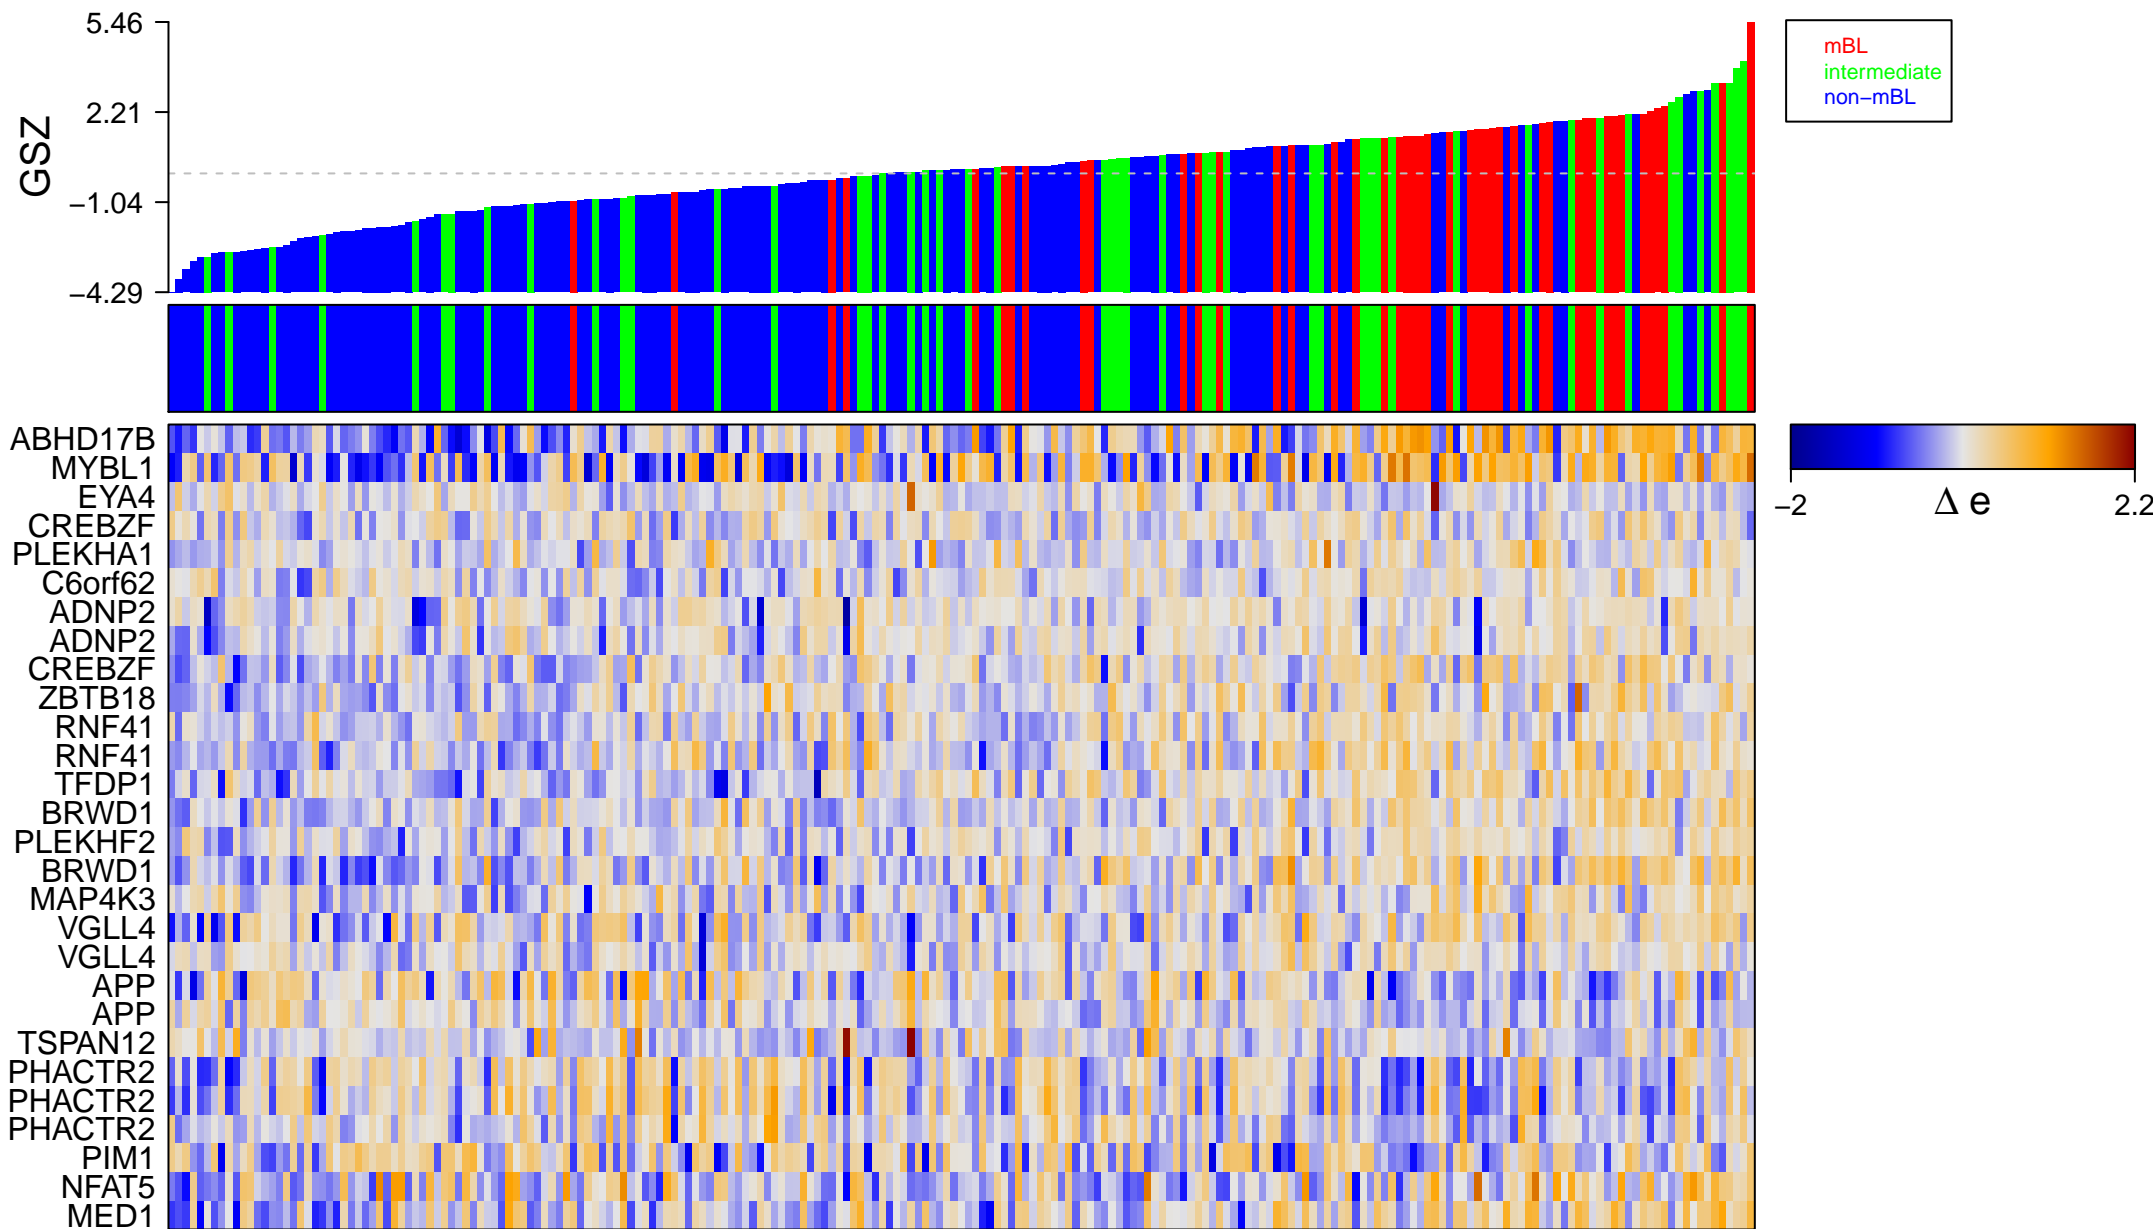 5.46
2.21
−1.04
−4.29
GSZ
mBL
intermediate
non−mBL
ABHD17B
MYBL1
EYA4
CREBZF
PLEKHA1
C6orf62
ADNP2
ADNP2
CREBZF
ZBTB18
RNF41
RNF41
TFDP1
BRWD1
PLEKHF2
BRWD1
MAP4K3
VGLL4
VGLL4
APP
APP
TSPAN12
PHACTR2
PHACTR2
PHACTR2
PIM1
NFAT5
MED1
−2 Δ e 2.2